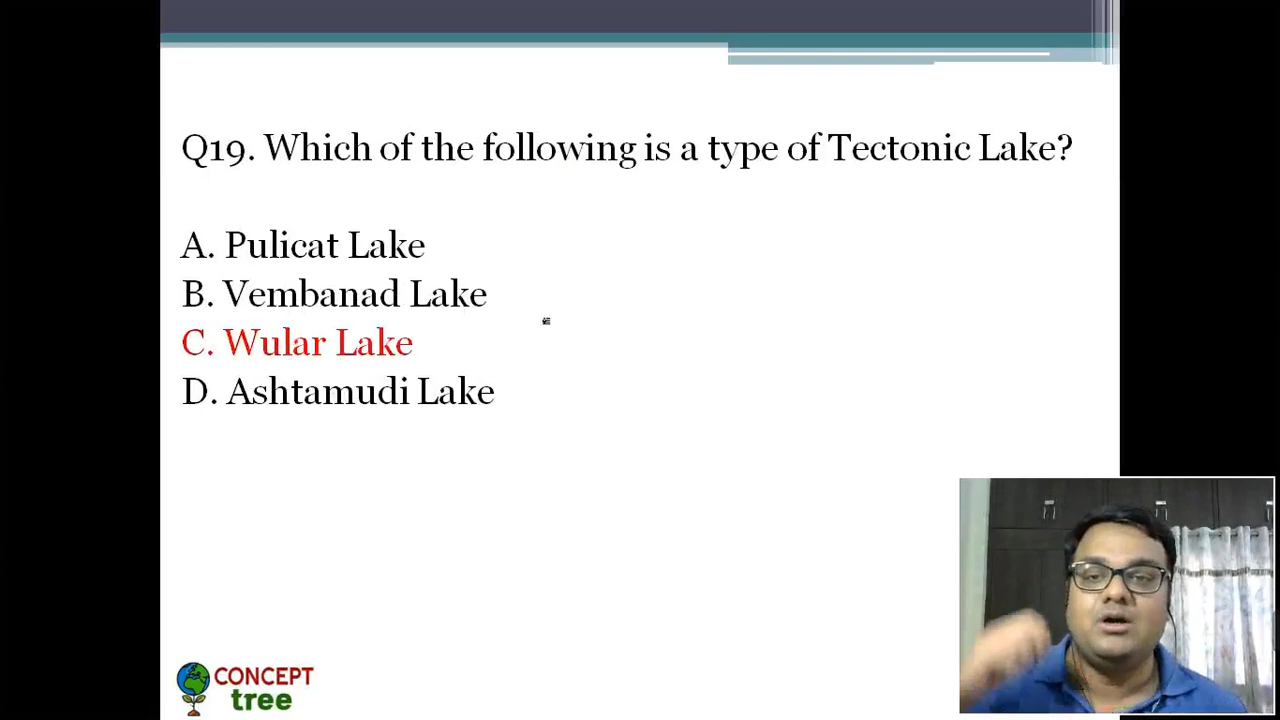 Q19. Which of the following is a type of Tectonic Lake?
A. Pulicat Lake
B. Vembanad Lake
C. Wular Lake
D. Ashtamudi Lake
CONCEPT
tree